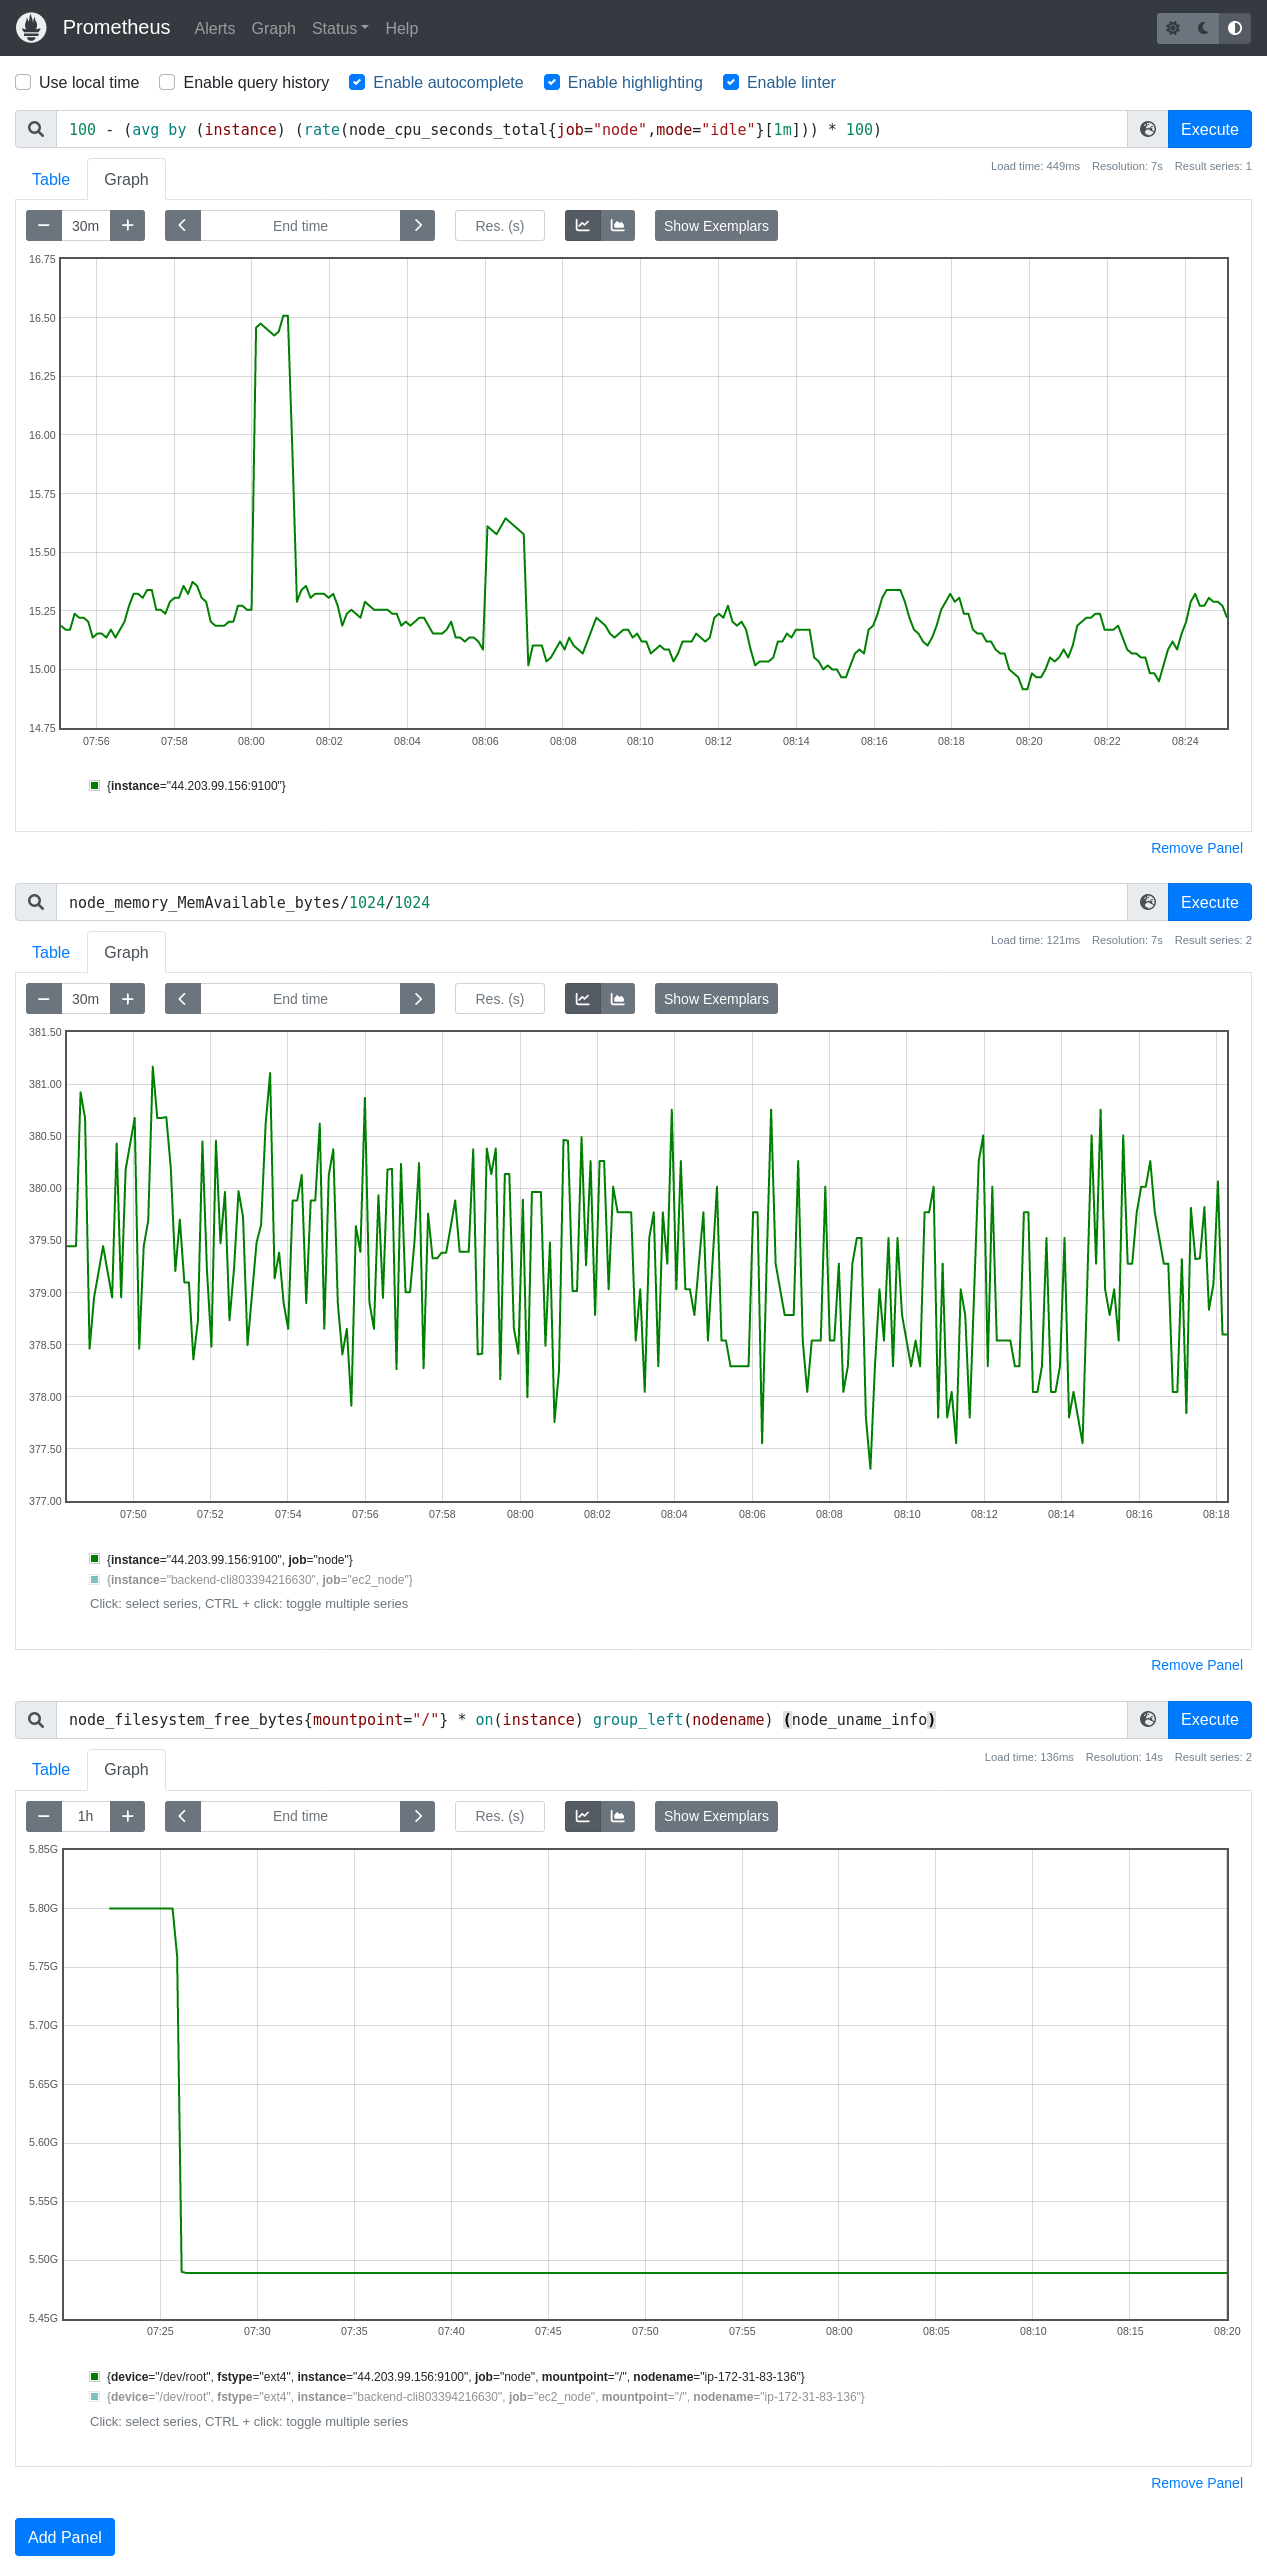 Prometheus Alerts Graph Status Help
Use local time Enable query history Enable autocomplete Enable highlighting Enable linter
100 - (avg by (instance) (rate(node_cpu_seconds_total{job="node",mode="idle"}[1m])) * 100) Execute
Load time: 449ms Resolution: 7s Result series: 1
Table Graph
30m End time Res. (s) Show Exemplars
16.75
16.50
16.25
16.00
15.75
15.50
15.25
15.00
14.75
07:56 07:58 08:00 08:02 08:04 08:06 08:08 08:10 08:12 08:14 08:16 08:18 08:20 08:22 08:24
{instance="44.203.99.156:9100"}
Remove Panel
node_memory_MemAvailable_bytes/1024/1024 Execute
Load time: 121ms Resolution: 7s Result series: 2
Table Graph
30m End time Res. (s) Show Exemplars
381.50
381.00
380.50
380.00
379.50
379.00
378.50
378.00
377.50
377.00
07:50 07:52 07:54 07:56 07:58 08:00 08:02 08:04 08:06 08:08 08:10 08:12 08:14 08:16 08:18
{instance="44.203.99.156:9100", job="node"}
{instance="backend-cli803394216630", job="ec2_node"}
Click: select series, CTRL + click: toggle multiple series
Remove Panel
node_filesystem_free_bytes{mountpoint="/"} * on(instance) group_left(nodename) (node_uname_info) Execute
Load time: 136ms Resolution: 14s Result series: 2
Table Graph
1h End time Res. (s) Show Exemplars
5.85G
5.80G
5.75G
5.70G
5.65G
5.60G
5.55G
5.50G
5.45G
07:25 07:30 07:35 07:40 07:45 07:50 07:55 08:00 08:05 08:10 08:15 08:20
{device="/dev/root", fstype="ext4", instance="44.203.99.156:9100", job="node", mountpoint="/", nodename="ip-172-31-83-136"}
{device="/dev/root", fstype="ext4", instance="backend-cli803394216630", job="ec2_node", mountpoint="/", nodename="ip-172-31-83-136"}
Click: select series, CTRL + click: toggle multiple series
Remove Panel
Add Panel